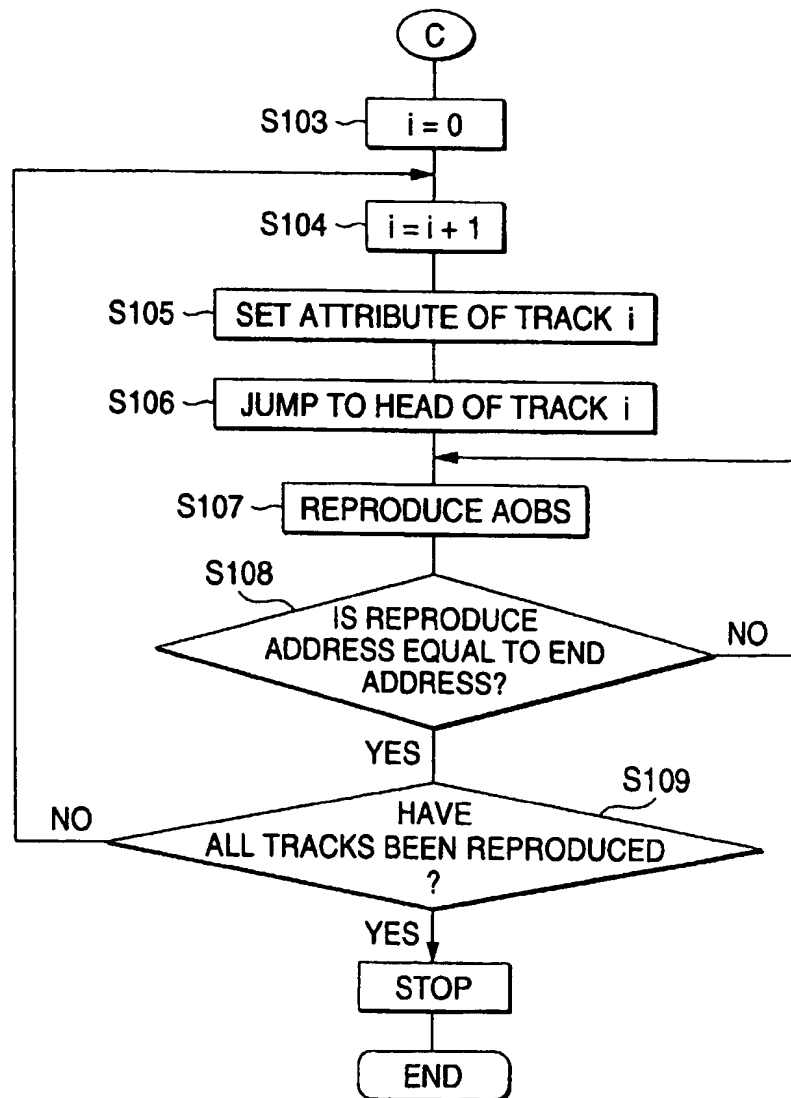 C
S103
i = 0
S104
i = i + 1
S105
SET ATTRIBUTE OF TRACK i
S106
JUMP TO HEAD OF TRACK i
S107
REPRODUCE AOBS
S108
IS REPRODUCE
ADDRESS EQUAL TO END
ADDRESS?
NO
YES
S109
NO
HAVE
ALL TRACKS BEEN REPRODUCED
?
YES
STOP
END